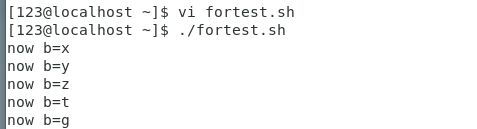 [123@localhost ~]$ vi fortest.sh
[123@localhost ~]$ ./fortest.sh
now b=x
now b=y
now b=z
now b=t
now b=g